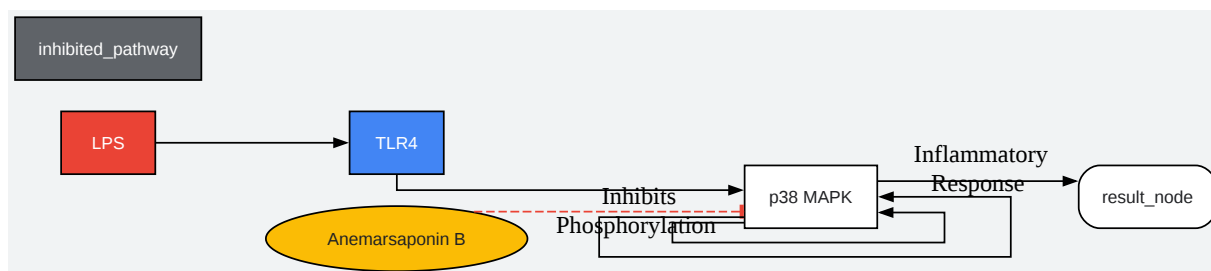 inhibited_pathway
LPS
TLR4
Inflammatory
Response
p38 MAPK
result_node
Inhibits
Phosphorylation
Anemarsaponin B